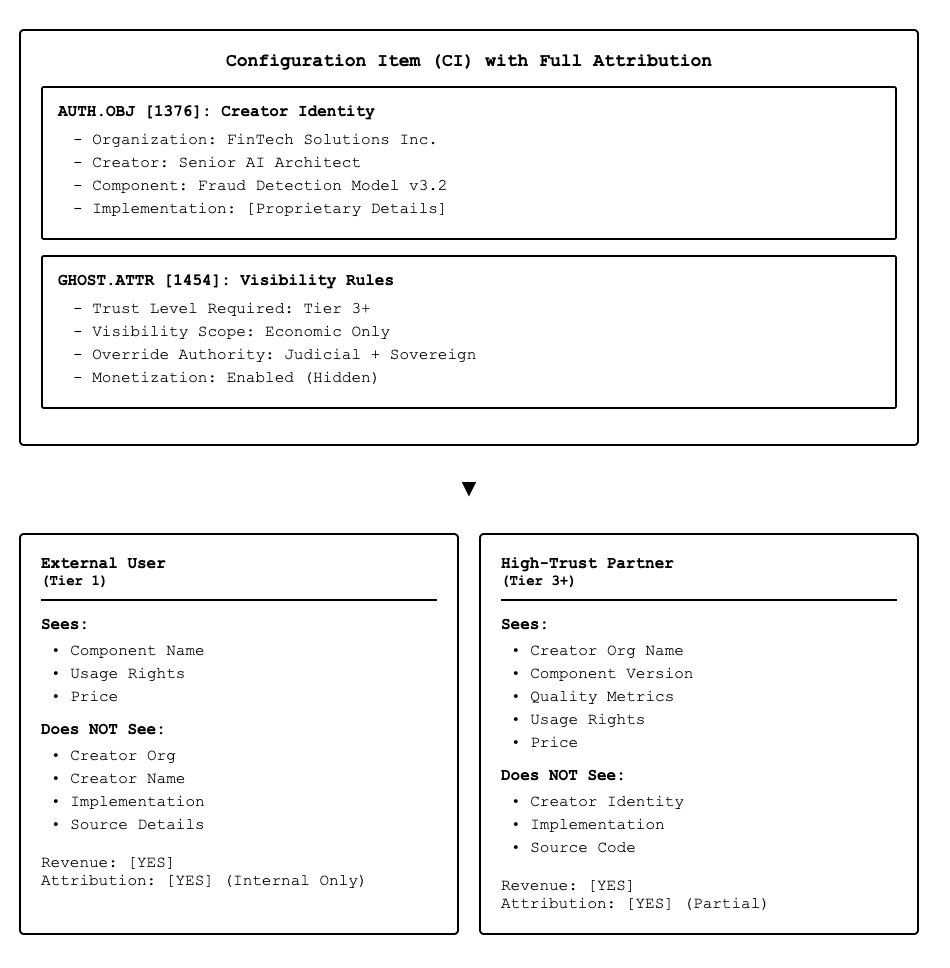 Configuration Item (CI) with Full Attribution
AUTH.OBJ [1376]: Creator Identity
– Organization: FinTech Solutions Inc.
– Creator: Senior AI Architect
– Component: Fraud Detection Model v3.2
– Implementation: [Proprietary Details]
GHOST.ATTR [1454]: Visibility Rules
– Trust Level Required: Tier 3+
– Visibility Scope: Economic Only
– Override Authority: Judicial + Sovereign
– Monetization: Enabled (Hidden)
▼
External User
(Tier 1)
Sees:
• Component Name
• Usage Rights
• Price
Does NOT See:
• Creator Org
• Creator Name
• Implementation
• Source Details
Revenue: [YES]
Attribution: [YES] (Internal Only)
High-Trust Partner
(Tier 3+)
Sees:
• Creator Org Name
• Component Version
• Quality Metrics
• Usage Rights
• Price
Does NOT See:
• Creator Identity
• Implementation
• Source Code
Revenue: [YES]
Attribution: [YES] (Partial)